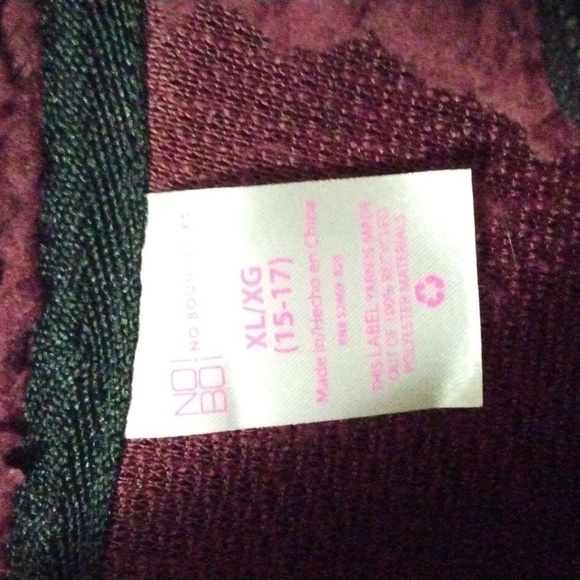 NO
BO
NO BOUNDARIES
XL/XG
(15-17)
Made in/Hecho en China
THIS LABEL YARN IS MADE
OUT OF 100% RECYCLED
POLYESTER MATERIALS